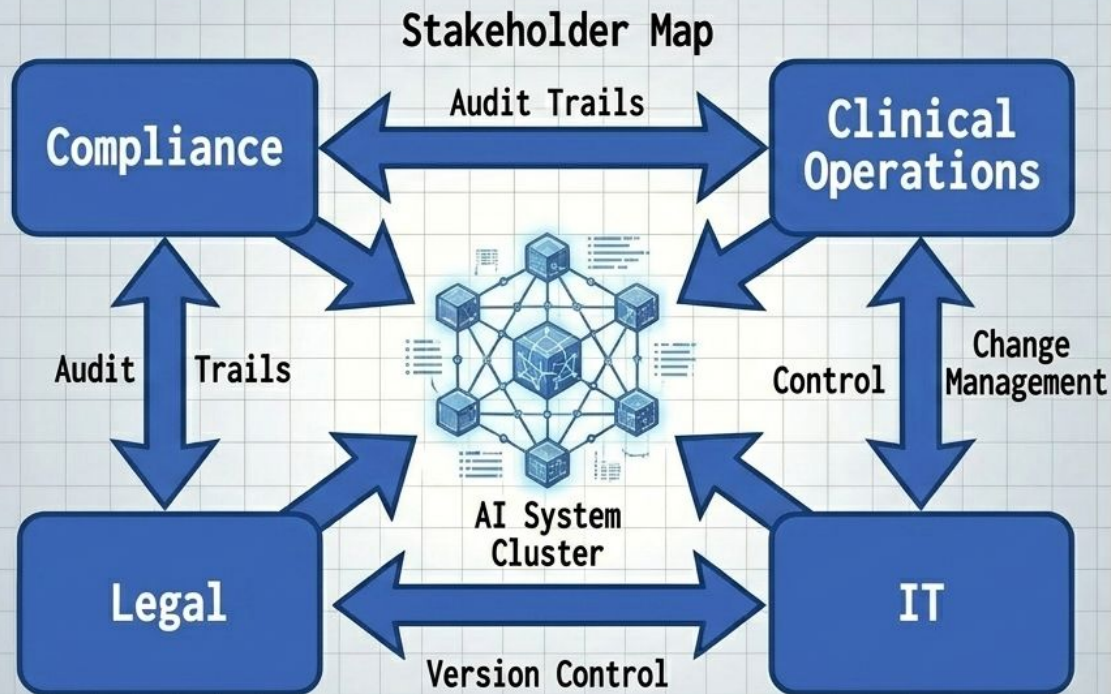 Stakeholder Map
Compliance
Audit Trails
Clinical
Operations
Audit Trails
Control
Change
Management
AI System
Cluster
Legal
IT
Version Control